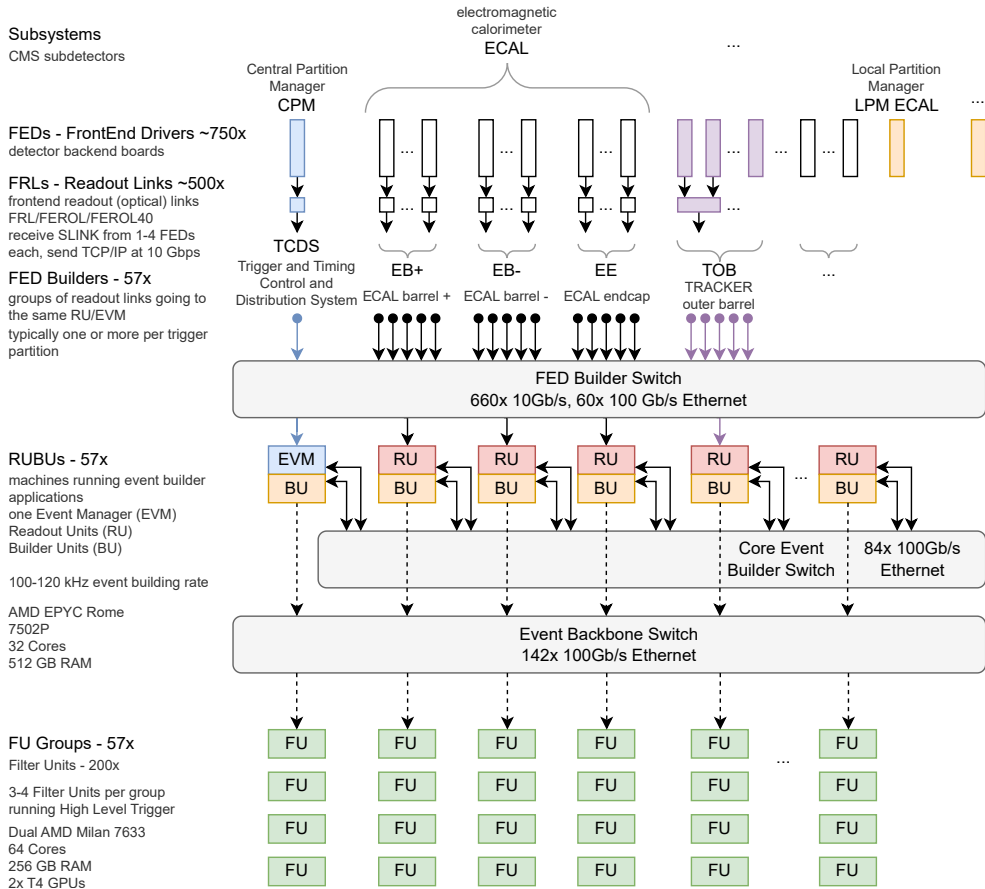 Subsystems
CMS subdetectors
electromagnetic
calorimeter
ECAL
...
Central Partition
Manager
CPM
Local Partition
Manager
LPM ECAL
...
FEDs - FrontEnd Drivers ~750x
detector backend boards
... ... ... ... ... ...
FRLs - Readout Links ~500x
frontend readout (optical) links
FRL/FEROL/FEROL40
receive SLINK from 1-4 FEDs
each, send TCP/IP at 10 Gbps
... ... ... ...
TCDS
Trigger and Timing
Control and
Distribution System
EB+
ECAL barrel +
EB-
ECAL barrel -
EE
ECAL endcap
TOB
TRACKER
outer barrel
...
FED Builders - 57x
groups of readout links going to
the same RU/EVM
typically one or more per trigger
partition
FED Builder Switch
660x 10Gb/s, 60x 100 Gb/s Ethernet
RUBUs - 57x
machines running event builder
applications
one Event Manager (EVM)
Readout Units (RU)
Builder Units (BU)
100-120 kHz event building rate
AMD EPYC Rome
7502P
32 Cores
512 GB RAM
EVM RU RU RU RU RU
BU BU BU BU BU ... BU
Core Event
Builder Switch
84x 100Gb/s
Ethernet
Event Backbone Switch
142x 100Gb/s Ethernet
FU Groups - 57x
Filter Units - 200x
3-4 Filter Units per group
running High Level Trigger
Dual AMD Milan 7633
64 Cores
256 GB RAM
2x T4 GPUs
FU FU FU FU FU FU
...
FU FU FU FU FU FU
FU FU FU FU FU FU
FU FU FU FU FU FU